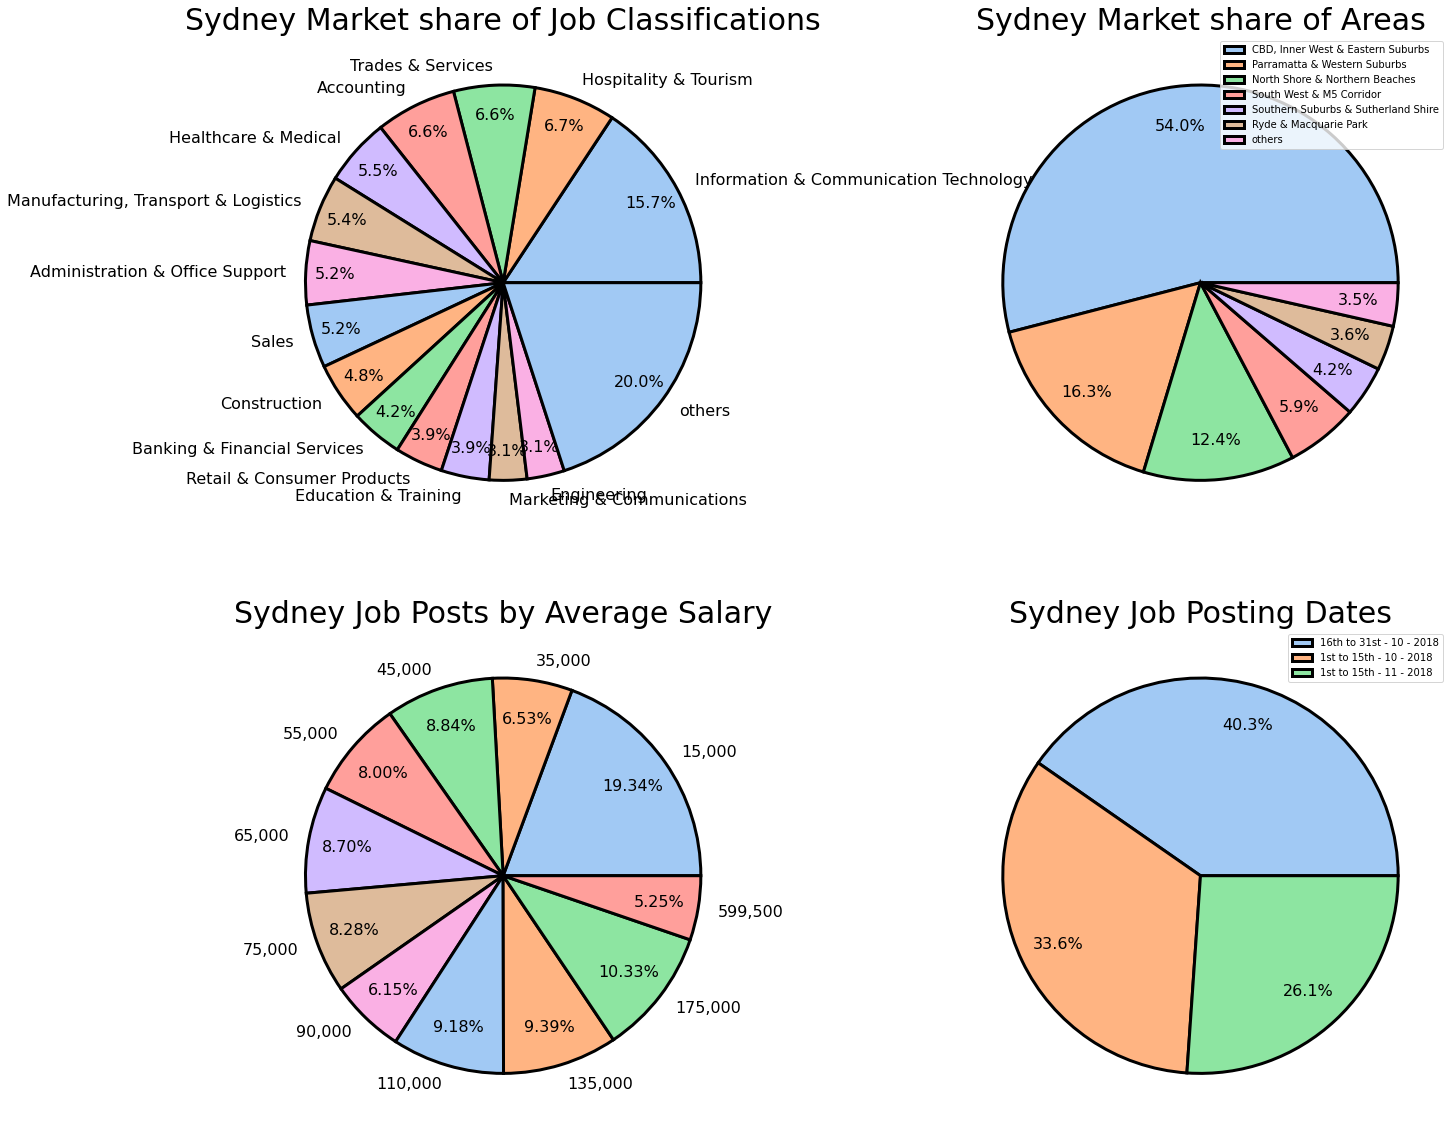 Sydney Market share of Job Classifications
Trades & Services
Accounting
Hospitality & Tourism
Healthcare & Medical
Information & Communication Technology
Manufacturing, Transport & Logistics
Administration & Office Support
Sales
Construction
Banking & Financial Services
Retail & Consumer Products
Education & Training
Marketing & Communications
Engineering
others
15.7%
6.7%
6.6%
6.6%
5.5%
5.4%
5.2%
5.2%
4.8%
4.2%
3.9%
3.9%
3.1%
3.1%
20.0%
Sydney Market share of Areas
CBD, Inner West & Eastern Suburbs
Parramatta & Western Suburbs
North Shore & Northern Beaches
South West & M5 Corridor
Southern Suburbs & Sutherland Shire
Ryde & Macquarie Park
others
54.0%
16.3%
12.4%
5.9%
4.2%
3.6%
3.5%
Sydney Job Posts by Average Salary
15,000
35,000
45,000
55,000
65,000
75,000
90,000
110,000
135,000
175,000
599,500
19.34%
6.53%
8.84%
8.00%
8.70%
8.28%
6.15%
9.18%
9.39%
10.33%
5.25%
Sydney Job Posting Dates
16th to 31st - 10 - 2018
1st to 15th - 10 - 2018
1st to 15th - 11 - 2018
40.3%
33.6%
26.1%